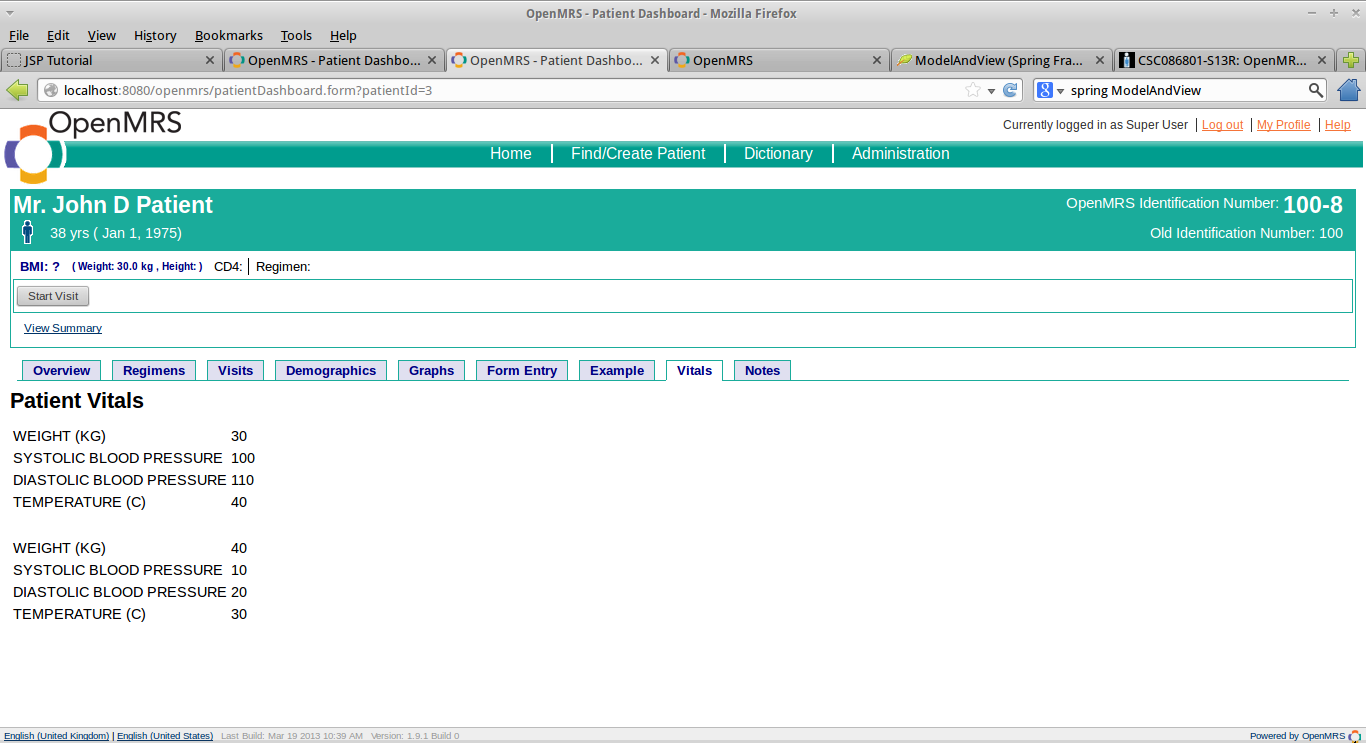 OpenMRS - Patient Dashboard - Mozilla Firefox
File Edit View History Bookmarks Tools Help
JSP Tutorial OpenMRS - Patient Dashbo... OpenMRS - Patient Dashbo... OpenMRS ModelAndView (Spring Fra... CSC086801-S13R: OpenMR...
localhost:8080/openmrs/patientDashboard.form?patientId=3 8 spring ModelAndView
OpenMRS
Currently logged in as Super User Log out My Profile Help
Home Find/Create Patient Dictionary Administration
Mr. John D Patient OpenMRS Identification Number: 100-8
38 yrs ( Jan 1, 1975) Old Identification Number: 100
BMI: ? ( Weight: 30.0 kg , Height: ) CD4: Regimen:
Start Visit
View Summary
Overview Regimens Visits Demographics Graphs Form Entry Example Vitals Notes
Patient Vitals
WEIGHT (KG) 30
SYSTOLIC BLOOD PRESSURE 100
DIASTOLIC BLOOD PRESSURE 110
TEMPERATURE (C) 40
WEIGHT (KG) 40
SYSTOLIC BLOOD PRESSURE 10
DIASTOLIC BLOOD PRESSURE 20
TEMPERATURE (C) 30
English (United Kingdom) | English (United States) Last Build: Mar 19 2013 10:39 AM Version: 1.9.1 Build 0 Powered by OpenMRS